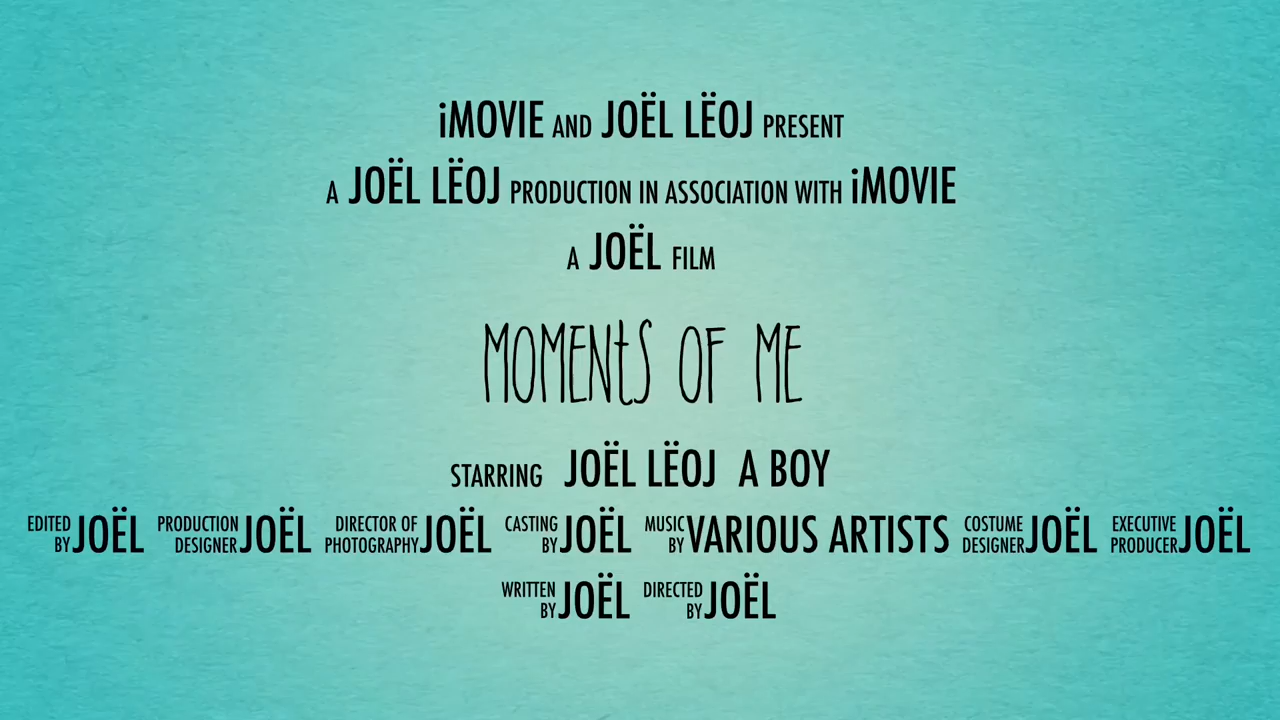 iMOVIE AND JOËL LËOJ PRESENT
A JOËL LËOJ PRODUCTION IN ASSOCIATION WITH iMOVIE
A JOËL FILM
MOMENtS OF ME
STARRING JOËL LËOJ A BOY
EDITED BY JOËL PRODUCTION DESIGNER JOËL DIRECTOR OF PHOTOGRAPHY JOËL CASTING BY JOËL MUSIC BY VARIOUS ARTISTS COSTUME DESIGNER JOËL EXECUTIVE PRODUCER JOËL
WRITTEN BY JOËL DIRECTED BY JOËL